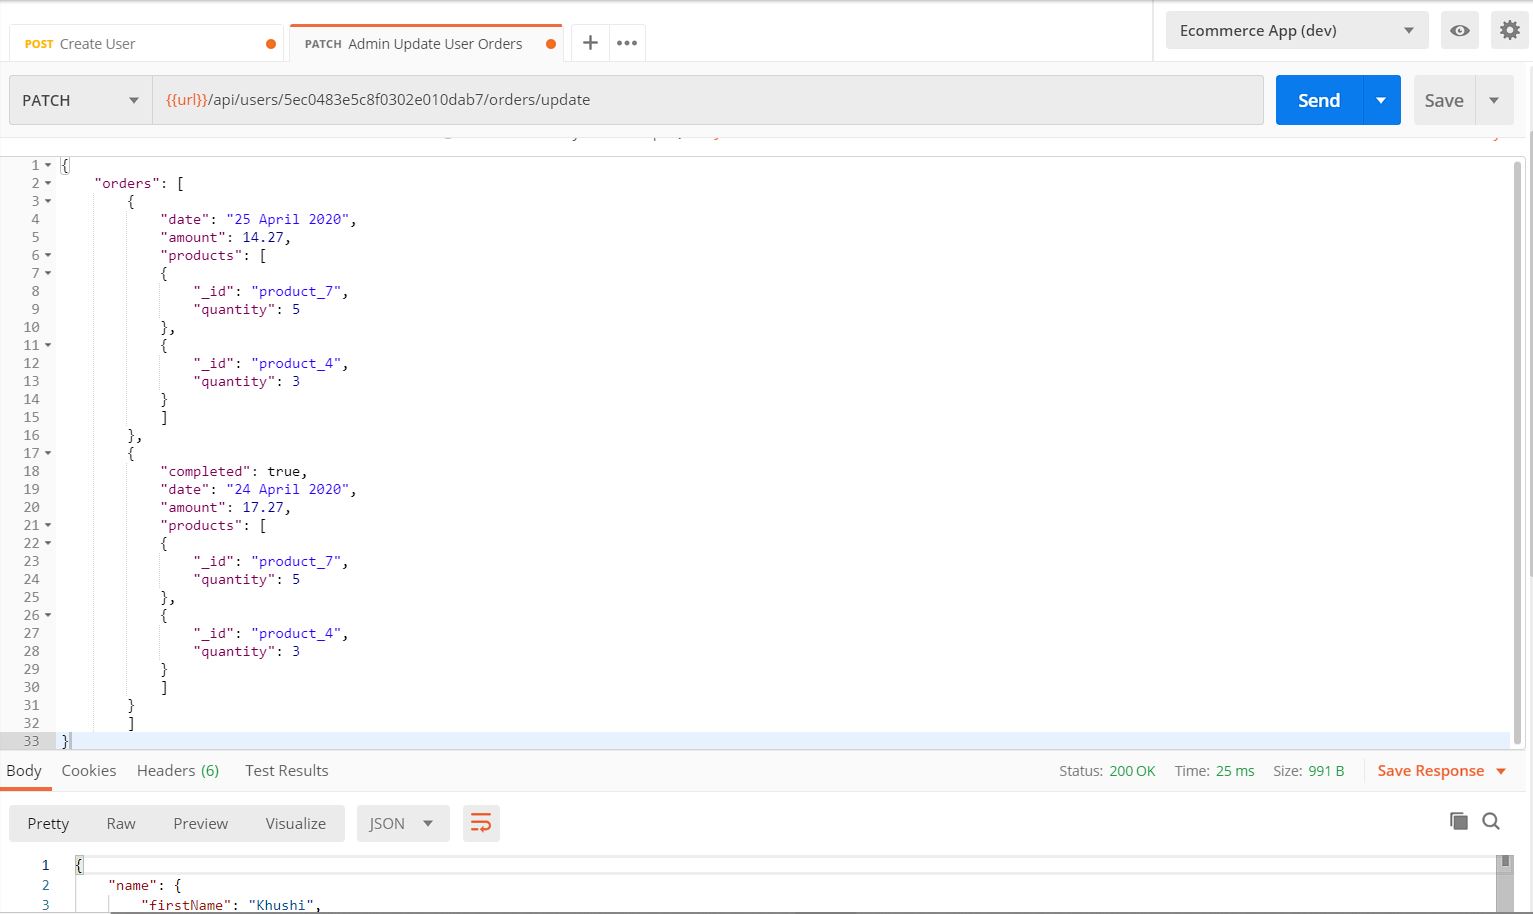 POST Create User
PATCH Admin Update User Orders
Ecommerce App (dev)
PATCH
{{url}}/api/users/5ec0483e5c8f0302e010dab7/orders/update
Send
Save
1 {
2 "orders": [
3 {
4 "date": "25 April 2020",
5 "amount": 14.27,
6 "products": [
7 {
8 "_id": "product_7",
9 "quantity": 5
10 },
11 {
12 "_id": "product_4",
13 "quantity": 3
14 }
15 ]
16 },
17 {
18 "completed": true,
19 "date": "24 April 2020",
20 "amount": 17.27,
21 "products": [
22 {
23 "_id": "product_7",
24 "quantity": 5
25 },
26 {
27 "_id": "product_4",
28 "quantity": 3
29 }
30 ]
31 }
32 ]
33 }
Body Cookies Headers (6) Test Results
Status: 200 OK Time: 25 ms Size: 991 B Save Response
Pretty Raw Preview Visualize JSON
1 {
2 "name": {
3 "firstName": "Khushi",